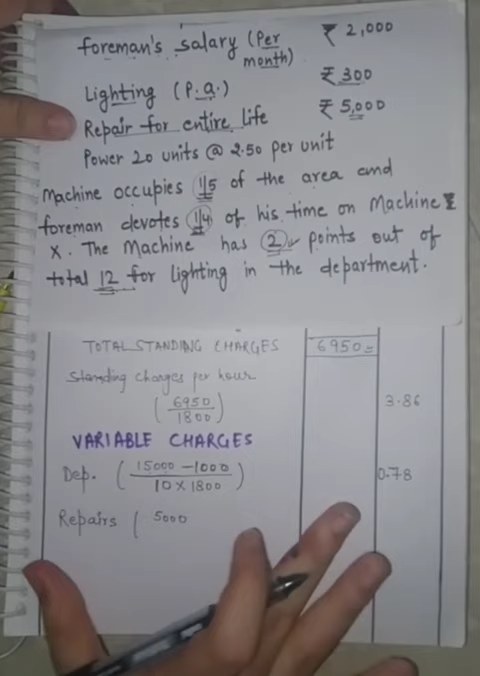 Foreman's salary (Per month) ₹ 2,000
Lighting (P.a.) ₹ 300
Repair for entire life ₹ 5,000
Power 20 units @ 2.50 per unit
Machine occupies 1/5 of the area and
foreman devotes 1/4 of his time on Machine
X. The Machine has 2 points out of
total 12 for lighting in the department.
TOTAL STANDING CHARGES 6950=
Standing charges per hour
(6950/1800) 3.86
VARIABLE CHARGES
Dep. (15000-1000/10×1800) 0.78
Repairs ( 5000